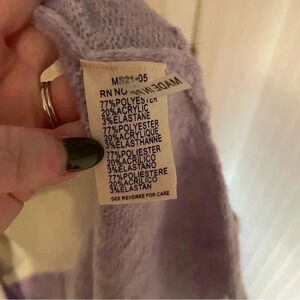 MS21-05
RN NO
MADE IN
77%POLYESTER
20%ACRYLIC
3%ELASTANE
77%POLYESTER
20%ACRYLIQUE
3%ELASTHANNE
77%POLIESTER
20%ACRILICO
3%ELASTANO
77%POLIESTERE
20%ACRILICO
3%ELASTAN
SEE REVERSE FOR CARE